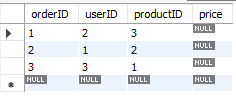 orderID userID productID price
1 2 3 NULL
2 1 2 NULL
3 3 1 NULL
NULL NULL NULL NULL